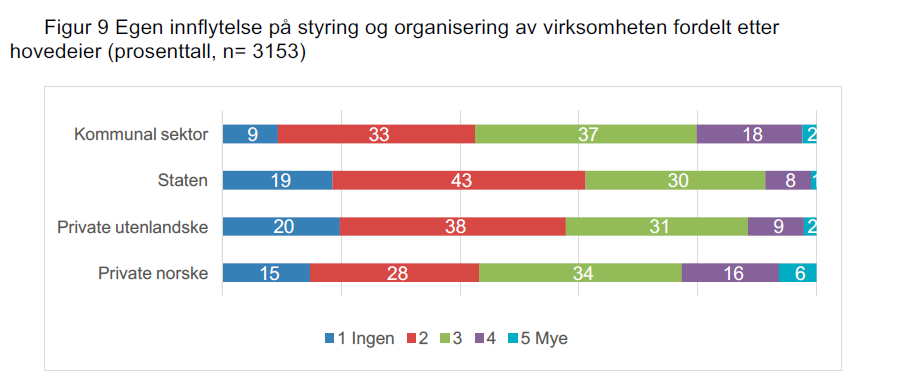 Figur 9 Egen innflytelse på styring og organisering av virksomheten fordelt etter
hovedeier (prosenttall, n= 3153)
Kommunal sektor 9 33 37 18 2
Staten 19 43 30 8 1
Private utenlandske 20 38 31 9 2
Private norske 15 28 34 16 6
1 Ingen 2 3 4 5 Mye